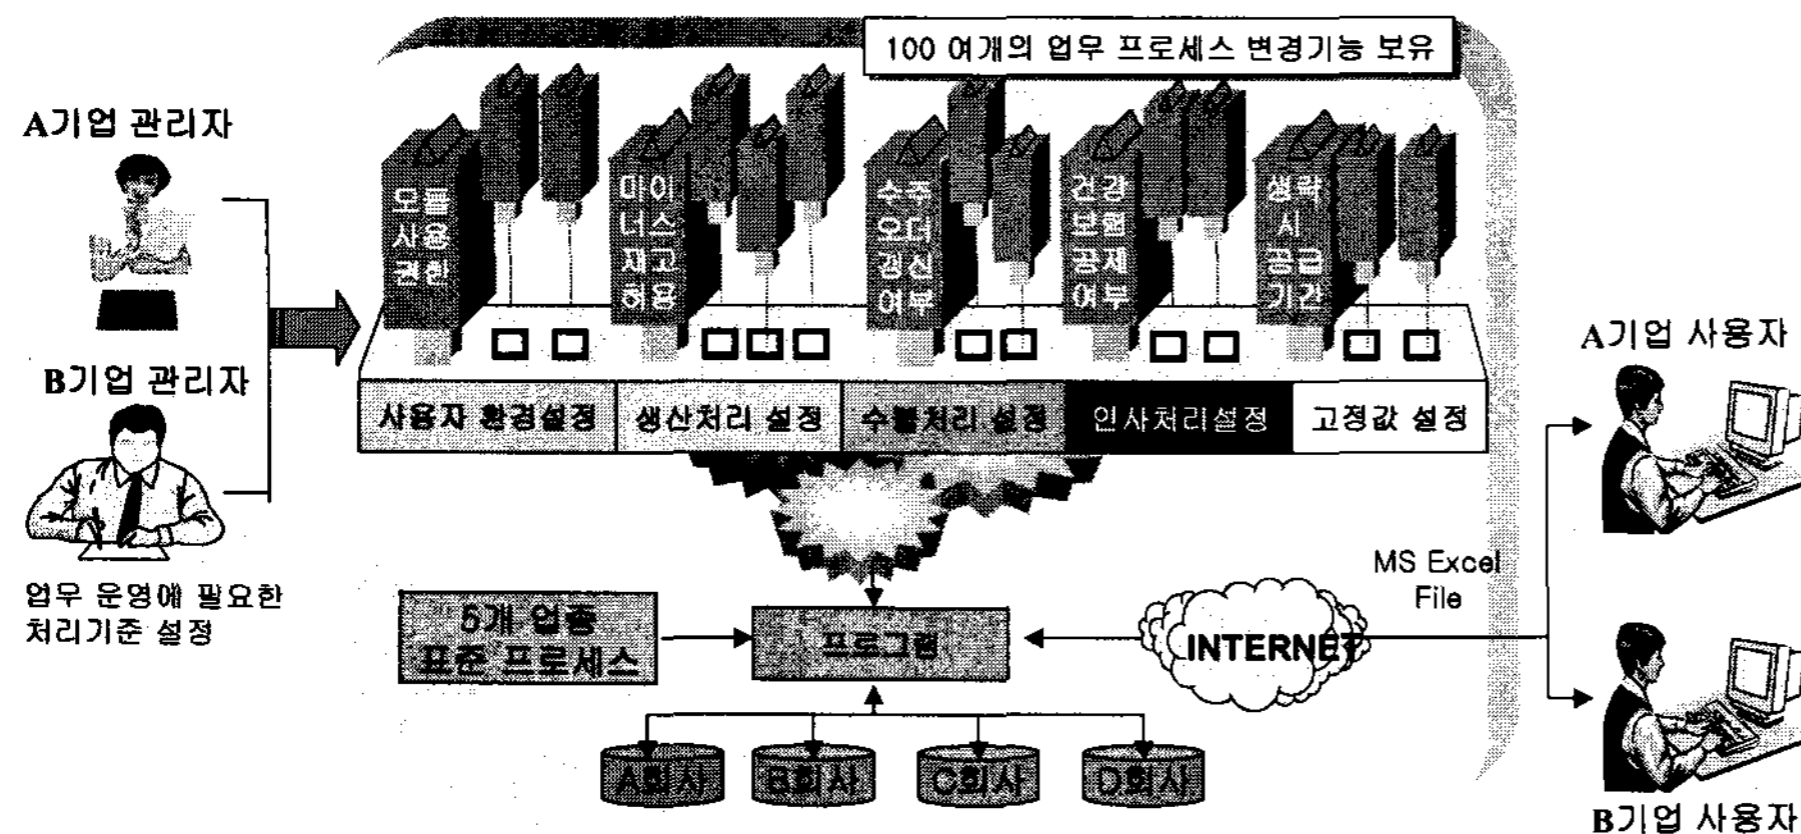 100 여개의 업무 프로세스 변경기능 보유
A기업 관리자
모듈
사용
권한
마이
너스
재고
허용
수주
오더
갱신
여부
건강
보험
공제
여부
생략
시
공급
기간
B기업 관리자
사용자 환경설정
생산처리 설정
수불처리 설정
인사처리설정
고정값 설정
업무 운영에 필요한
처리기준 설정
5개 업종
표준 프로세스
프로그램
INTERNET
MS Excel
File
A기업 사용자
B기업 사용자
A회사
B회사
C회사
D회사